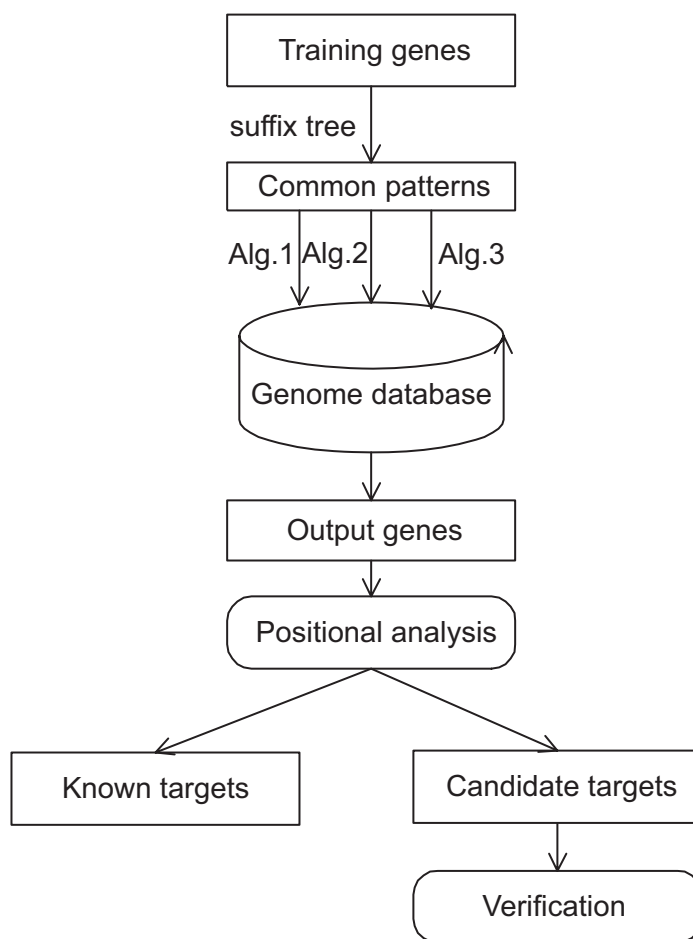 Training genes
suffix tree
Common patterns
Alg.1 Alg.2 Alg.3
Genome database
Output genes
Positional analysis
Known targets
Candidate targets
Verification